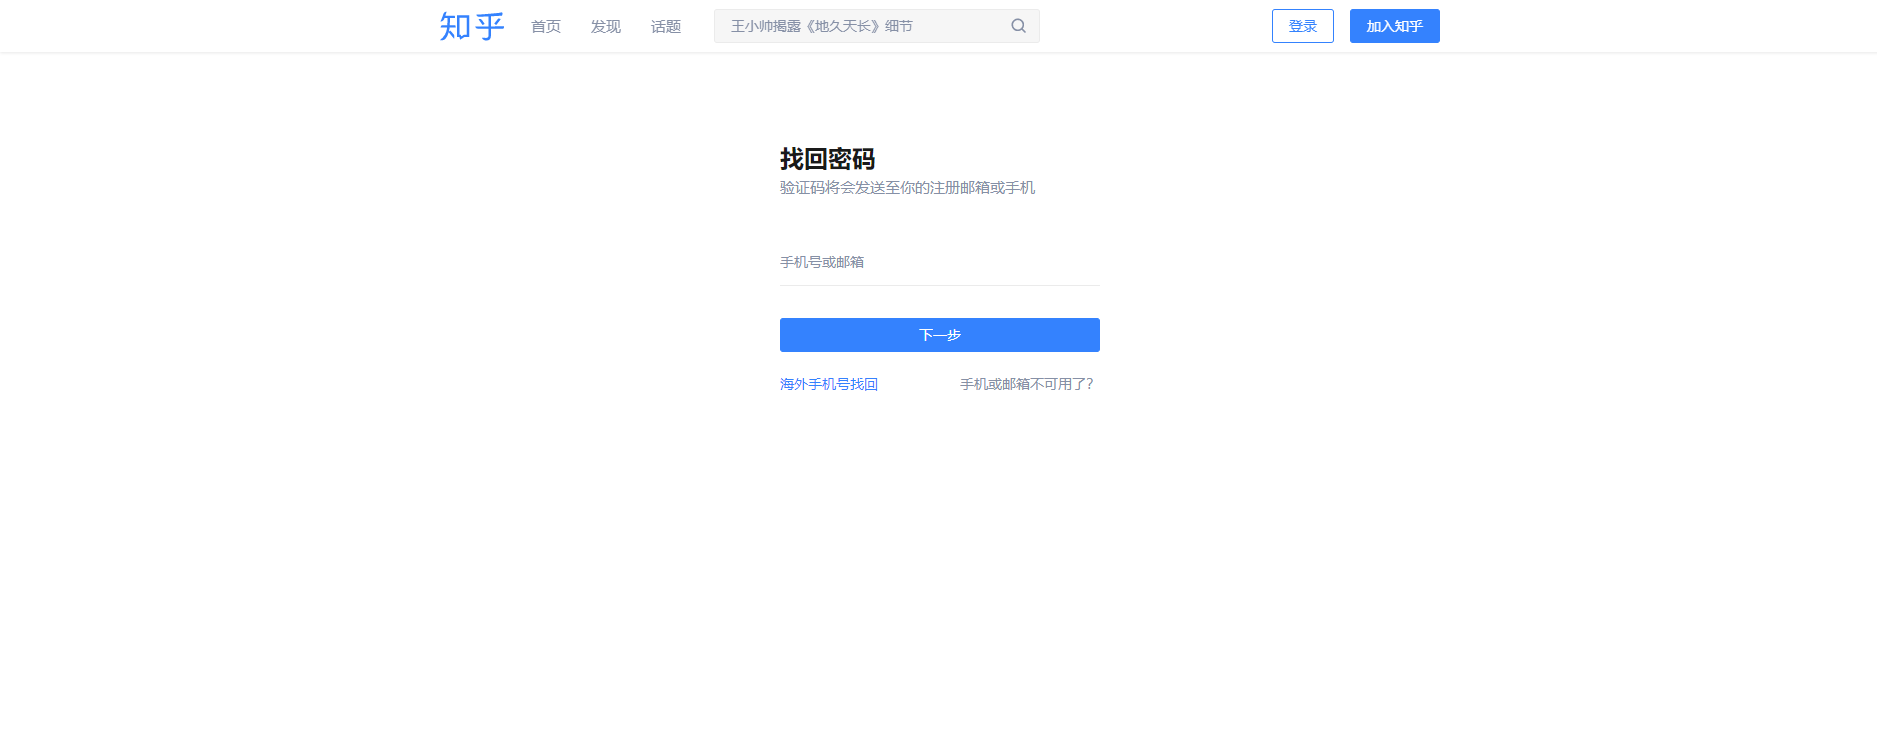 知乎 首页 发现 话题 王小帅揭露《地久天长》细节 登录 加入知乎
找回密码
验证码将会发送至你的注册邮箱或手机
手机号或邮箱
下一步
海外手机号找回 手机或邮箱不可用了?